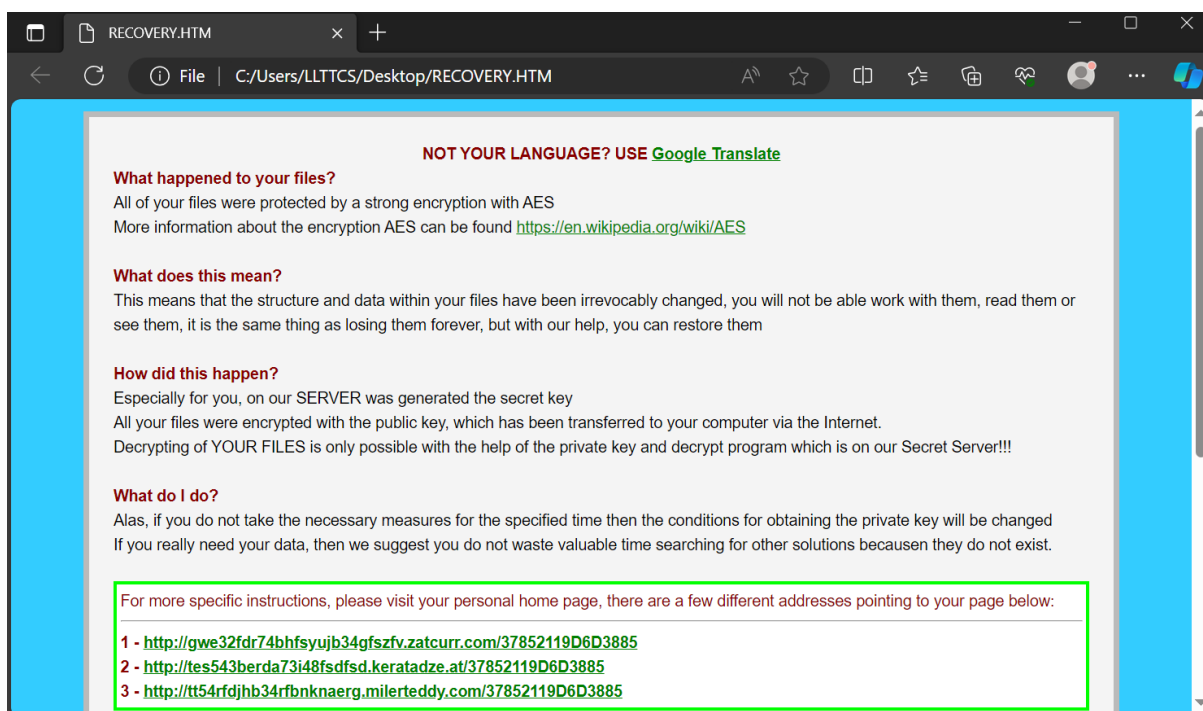 RECOVERY.HTM
File | C:/Users/LLTTCS/Desktop/RECOVERY.HTM
NOT YOUR LANGUAGE? USE Google Translate
What happened to your files?
All of your files were protected by a strong encryption with AES
More information about the encryption AES can be found https://en.wikipedia.org/wiki/AES
What does this mean?
This means that the structure and data within your files have been irrevocably changed, you will not be able work with them, read them or
see them, it is the same thing as losing them forever, but with our help, you can restore them
How did this happen?
Especially for you, on our SERVER was generated the secret key
All your files were encrypted with the public key, which has been transferred to your computer via the Internet.
Decrypting of YOUR FILES is only possible with the help of the private key and decrypt program which is on our Secret Server!!!
What do I do?
Alas, if you do not take the necessary measures for the specified time then the conditions for obtaining the private key will be changed
If you really need your data, then we suggest you do not waste valuable time searching for other solutions becausen they do not exist.
For more specific instructions, please visit your personal home page, there are a few different addresses pointing to your page below:
1 - http://gwe32fdr74bhfsyujb34gfszfv.zatcurr.com/37852119D6D3885
2 - http://tes543berda73i48fsdfsd.keratadze.at/37852119D6D3885
3 - http://tt54rfdjhb34rfbnknaerg.milerteddy.com/37852119D6D3885